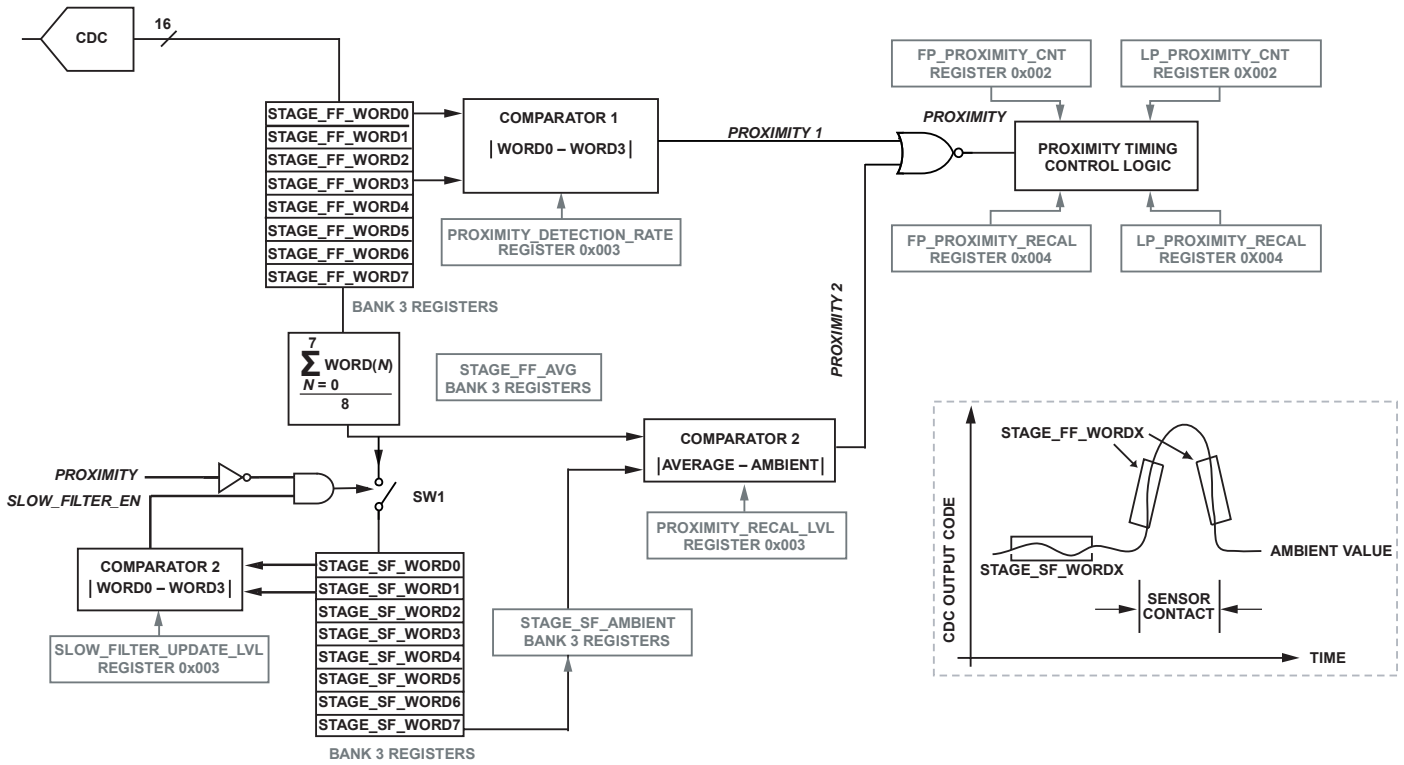 CDC
16
STAGE_FF_WORD0
STAGE_FF_WORD1
STAGE_FF_WORD2
STAGE_FF_WORD3
STAGE_FF_WORD4
STAGE_FF_WORD5
STAGE_FF_WORD6
STAGE_FF_WORD7
BANK 3 REGISTERS
COMPARATOR 1
|WORD0 – WORD3|
PROXIMITY_DETECTION_RATE
REGISTER 0x003
PROXIMITY 1
PROXIMITY
FP_PROXIMITY_CNT
REGISTER 0x002
LP_PROXIMITY_CNT
REGISTER 0X002
PROXIMITY TIMING
CONTROL LOGIC
FP_PROXIMITY_RECAL
REGISTER 0x004
LP_PROXIMITY_RECAL
REGISTER 0X004
PROXIMITY 2
7
Σ WORD(N)
N = 0
8
STAGE_FF_AVG
BANK 3 REGISTERS
COMPARATOR 2
|AVERAGE – AMBIENT|
PROXIMITY_RECAL_LVL
REGISTER 0x003
PROXIMITY
SLOW_FILTER_EN
SW1
COMPARATOR 2
|WORD0 – WORD3|
SLOW_FILTER_UPDATE_LVL
REGISTER 0x003
STAGE_SF_WORD0
STAGE_SF_WORD1
STAGE_SF_WORD2
STAGE_SF_WORD3
STAGE_SF_WORD4
STAGE_SF_WORD5
STAGE_SF_WORD6
STAGE_SF_WORD7
BANK 3 REGISTERS
STAGE_SF_AMBIENT
BANK 3 REGISTERS
CDC OUTPUT CODE
STAGE_FF_WORDX
STAGE_SF_WORDX
AMBIENT VALUE
SENSOR
CONTACT
TIME